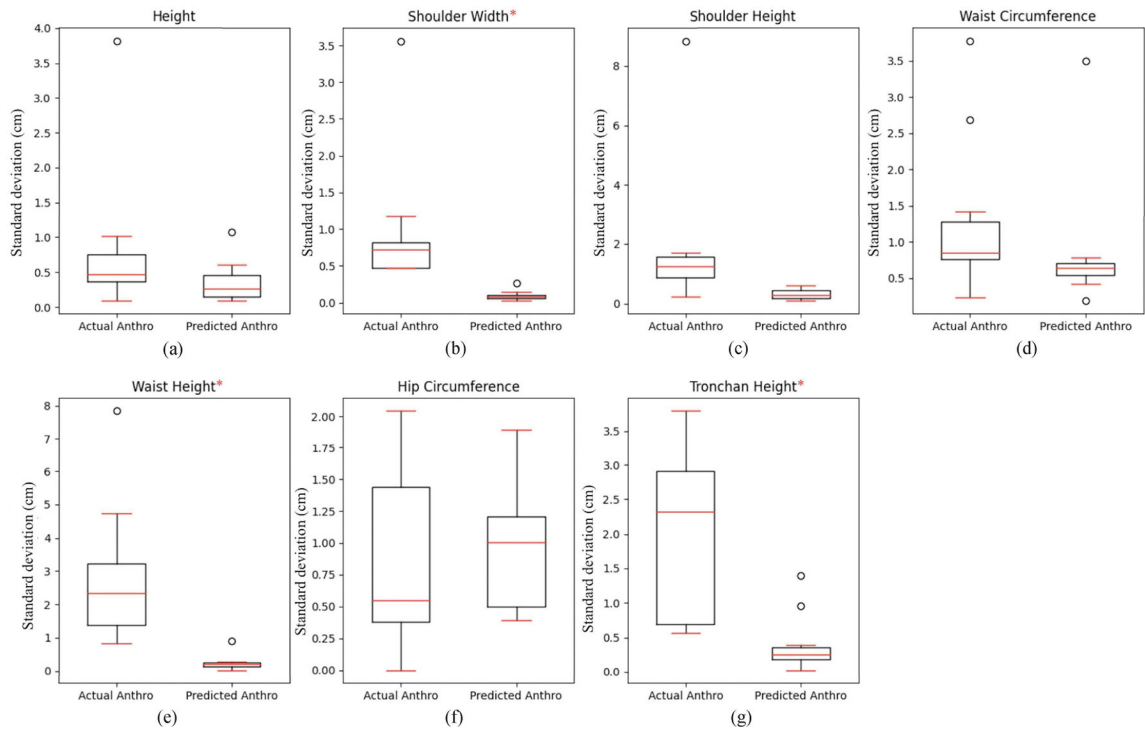 Height
Standard deviation (cm)
4.0
3.5
3.0
2.5
2.0
1.5
1.0
0.5
0.0
Actual Anthro Predicted Anthro
(a)
Shoulder Width*
Standard deviation (cm)
3.5
3.0
2.5
2.0
1.5
1.0
0.5
0.0
Actual Anthro Predicted Anthro
(b)
Shoulder Height
Standard deviation (cm)
8
6
4
2
0
Actual Anthro Predicted Anthro
(c)
Waist Circumference
Standard deviation (cm)
3.5
3.0
2.5
2.0
1.5
1.0
0.5
Actual Anthro Predicted Anthro
(d)
Waist Height*
Standard deviation (cm)
8
7
6
5
4
3
2
1
0
Actual Anthro Predicted Anthro
(e)
Hip Circumference
Standard deviation (cm)
2.00
1.75
1.50
1.25
1.00
0.75
0.50
0.25
0.00
Actual Anthro Predicted Anthro
(f)
Tronchan Height*
Standard deviation (cm)
3.5
3.0
2.5
2.0
1.5
1.0
0.5
0.0
Actual Anthro Predicted Anthro
(g)